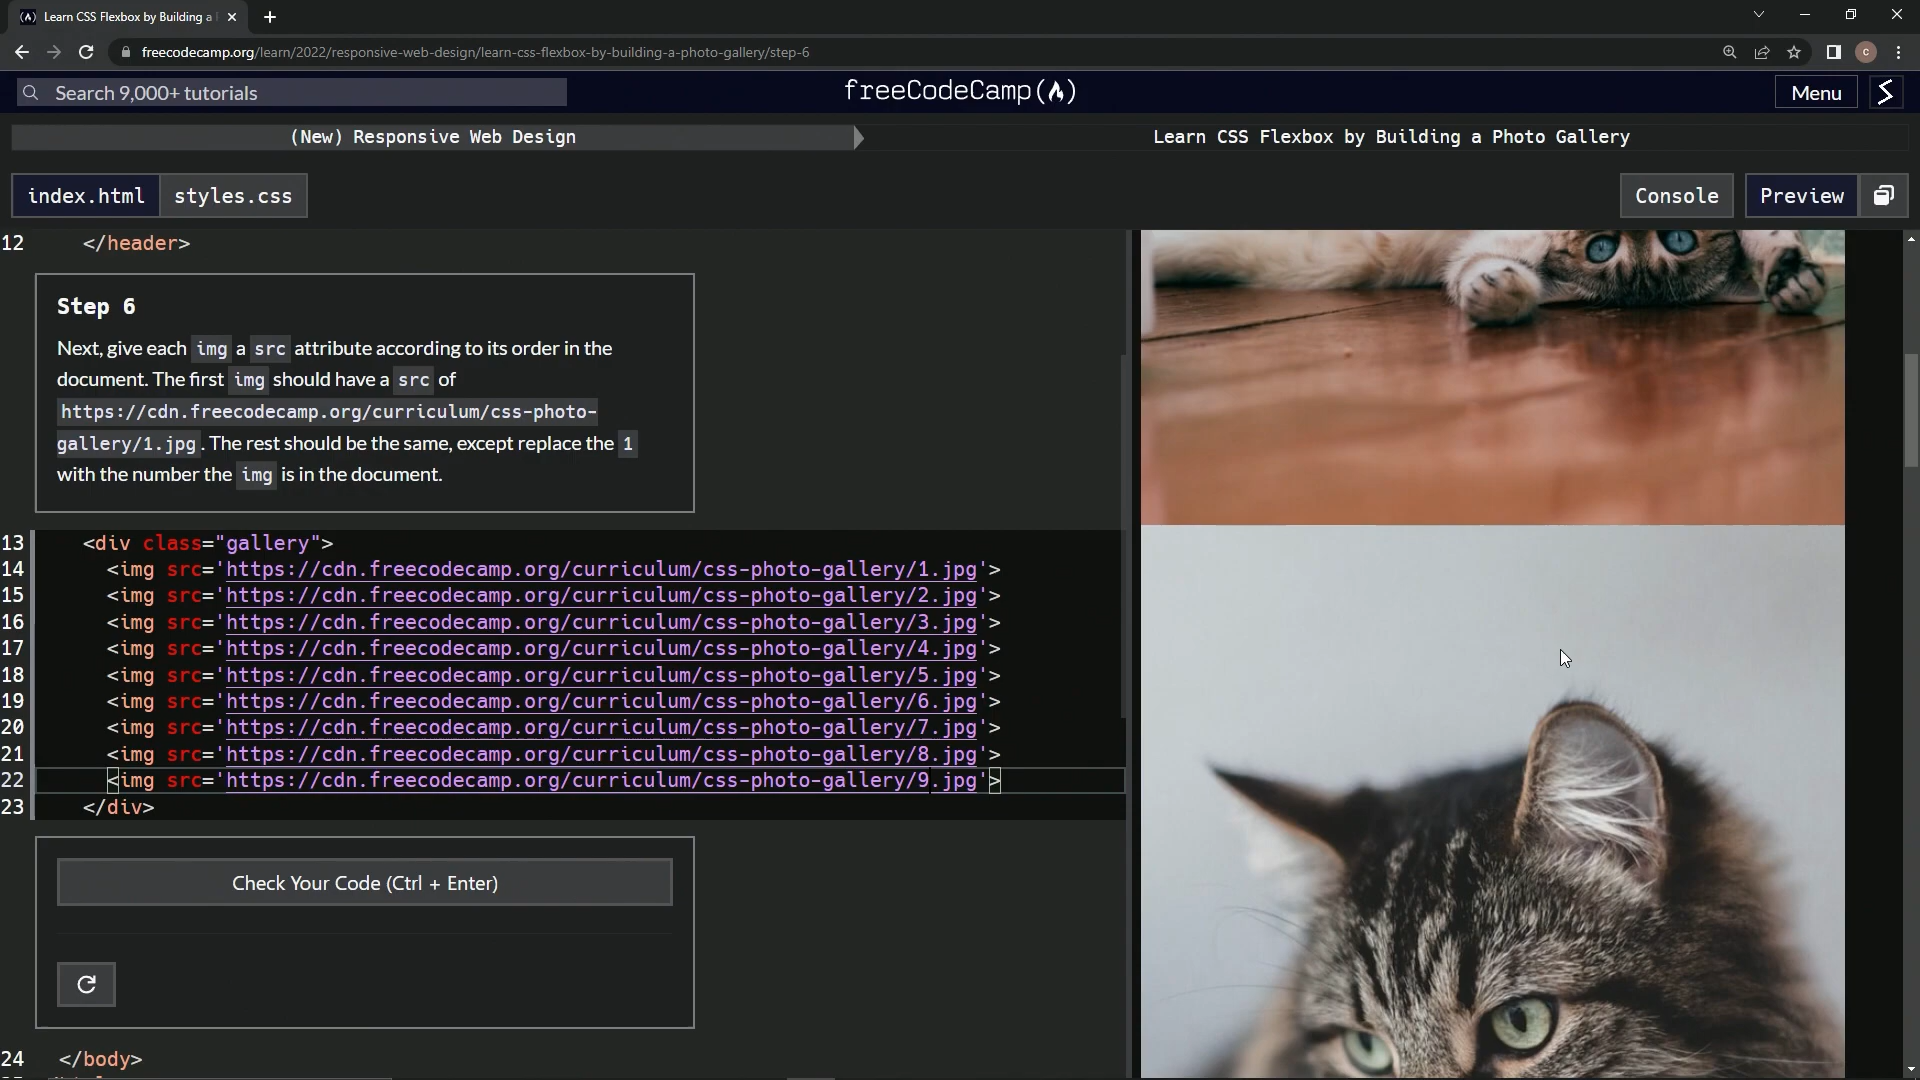 Learn CSS Flexbox by Building a
freecodecamp.org/learn/2022/responsive-web-design/learn-css-flexbox-by-building-a-photo-gallery/step-6
c
Search 9,000+ tutorials
freeCodeCamp
Menu
(New) Responsive Web Design
Learn CSS Flexbox by Building a Photo Gallery
index.html
styles.css
Console
Preview
12 </header>
Step 6
Next, give each img a src attribute according to its order in the
document. The first img should have a src of
https://cdn.freecodecamp.org/curriculum/css-photo-
gallery/1.jpg. The rest should be the same, except replace the 1
with the number the img is in the document.
13 <div class="gallery">
14 <img src='https://cdn.freecodecamp.org/curriculum/css-photo-gallery/1.jpg'>
15 <img src='https://cdn.freecodecamp.org/curriculum/css-photo-gallery/2.jpg'>
16 <img src='https://cdn.freecodecamp.org/curriculum/css-photo-gallery/3.jpg'>
17 <img src='https://cdn.freecodecamp.org/curriculum/css-photo-gallery/4.jpg'>
18 <img src='https://cdn.freecodecamp.org/curriculum/css-photo-gallery/5.jpg'>
19 <img src='https://cdn.freecodecamp.org/curriculum/css-photo-gallery/6.jpg'>
20 <img src='https://cdn.freecodecamp.org/curriculum/css-photo-gallery/7.jpg'>
21 <img src='https://cdn.freecodecamp.org/curriculum/css-photo-gallery/8.jpg'>
22 <img src='https://cdn.freecodecamp.org/curriculum/css-photo-gallery/9.jpg'>
23 </div>
Check Your Code (Ctrl + Enter)
24 </body>